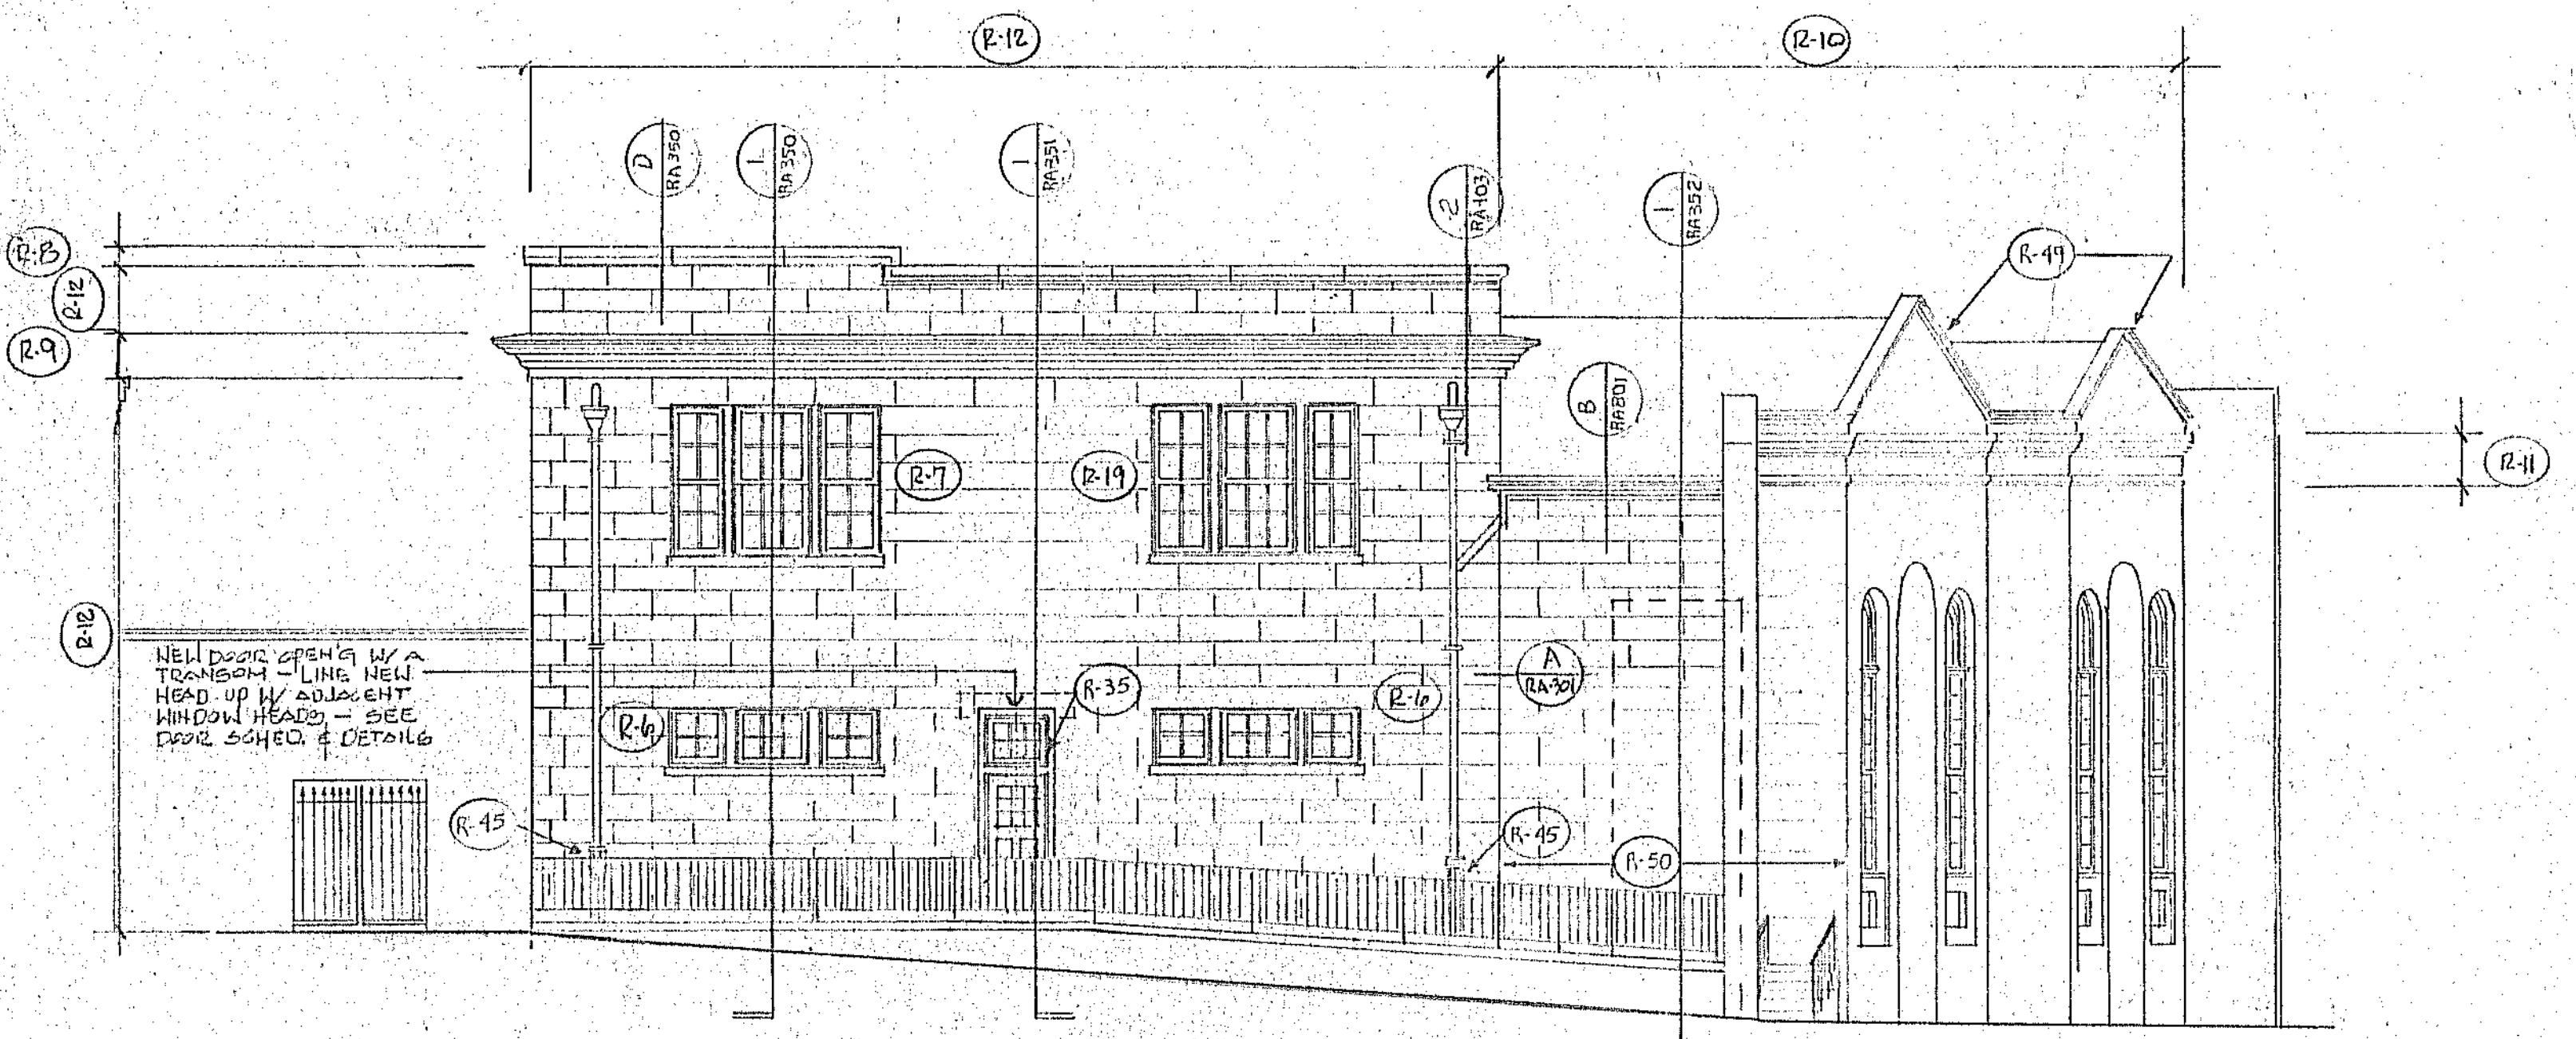 R-12
R-10
D
RA350
1
RA350
1
RA351
2
RA103
1
RA352
R-8
R-12
R-9
R-49
B
RA801
R-7
R-19
R-11
R-12
NEW DOOR OPEN'G W/ A
TRANSOM – LINE NEW
HEAD UP W/ ADJACENT
WINDOW HEADS – SEE
DOOR SCHED. & DETAILS
R-6
R-35
R-6
A
RA301
R-45
R-45
R-50